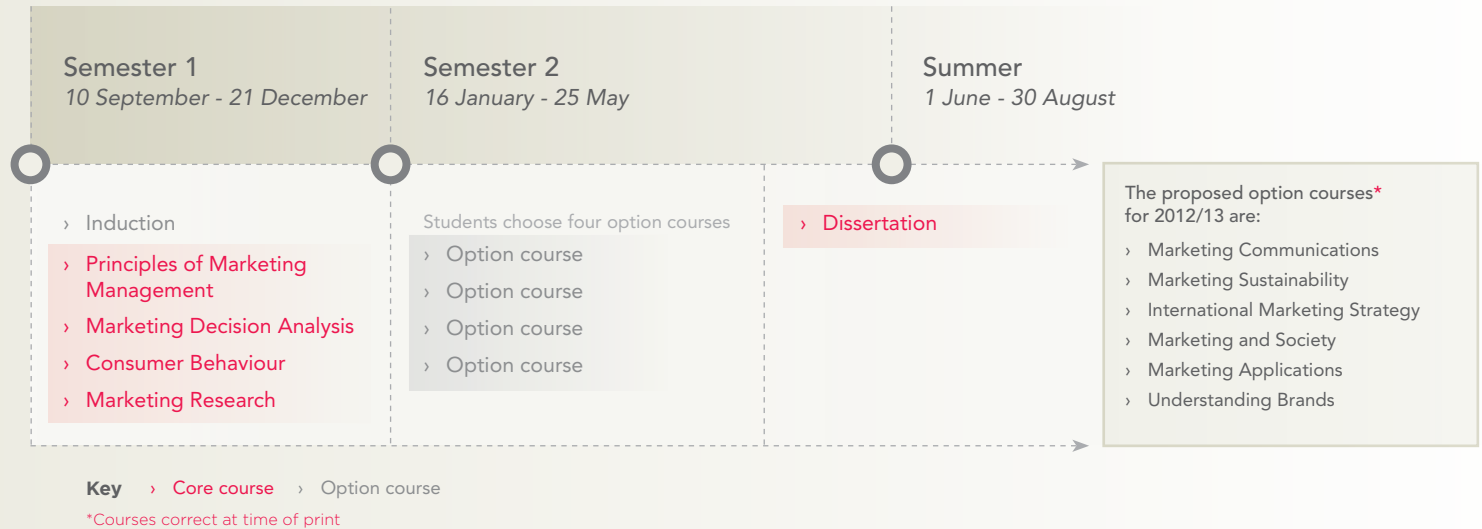 Semester 1
10 September - 21 December
Semester 2
16 January - 25 May
Summer
1 June - 30 August
› Induction
› Principles of Marketing
Management
› Marketing Decision Analysis
› Consumer Behaviour
› Marketing Research
Students choose four option courses
› Option course
› Option course
› Option course
› Option course
› Dissertation
The proposed option courses*
for 2012/13 are:
› Marketing Communications
› Marketing Sustainability
› International Marketing Strategy
› Marketing and Society
› Marketing Applications
› Understanding Brands
Key › Core course › Option course
*Courses correct at time of print